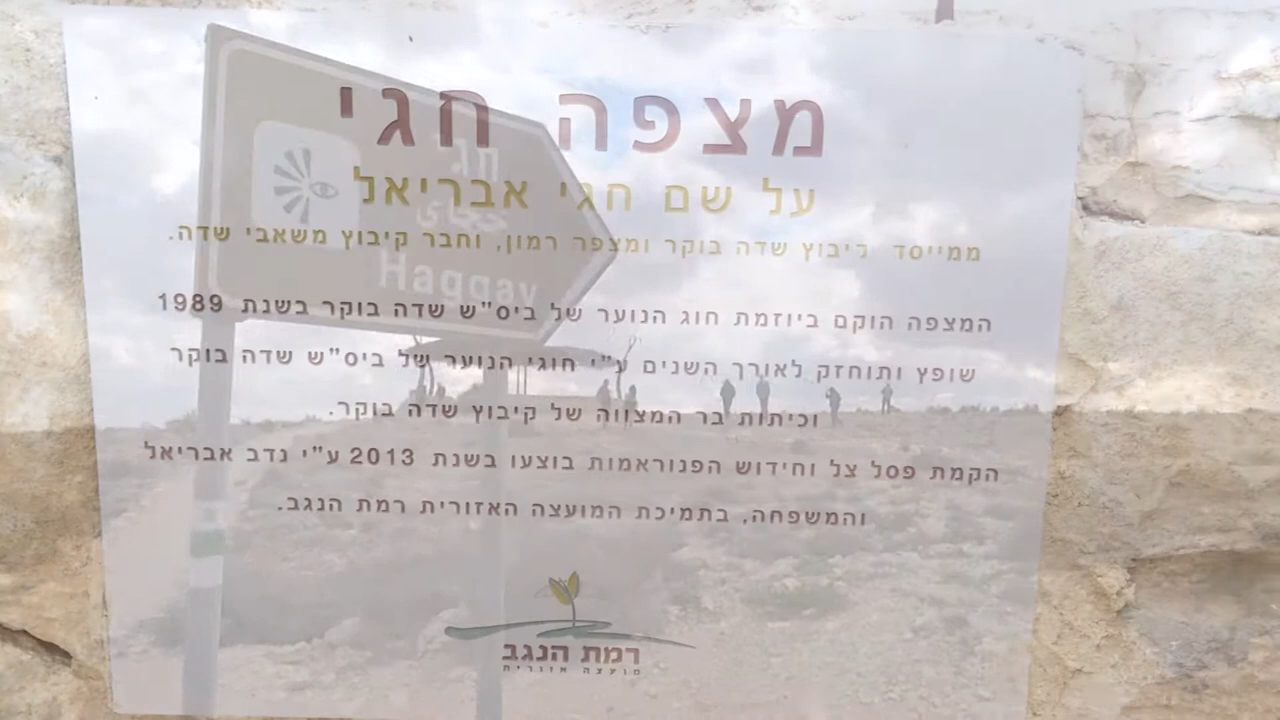 מצפה חגי
על שם חגי אבריאל
ממייסדי קיבוץ שדה בוקר ומצפה רמון, וחבר קיבוץ משאבי שדה.
המצפה הוקם ביוזמת חוג הנוער של ביס"ש שדה בוקר בשנת 1989
שופץ ותוחזק לאורך השנים ע"י חוגי הנוער של ביס"ש שדה בוקר
וכיתות בר המצווה של קיבוץ שדה בוקר.
הקמת פסל צל וחידוש הפנוראמות בוצעו בשנת 2013 ע"י נדב אבריאל
והמשפחה, בתמיכת המועצה האזורית רמת הנגב.
רמת הנגב
מועצה אזורית
חג
Haggay